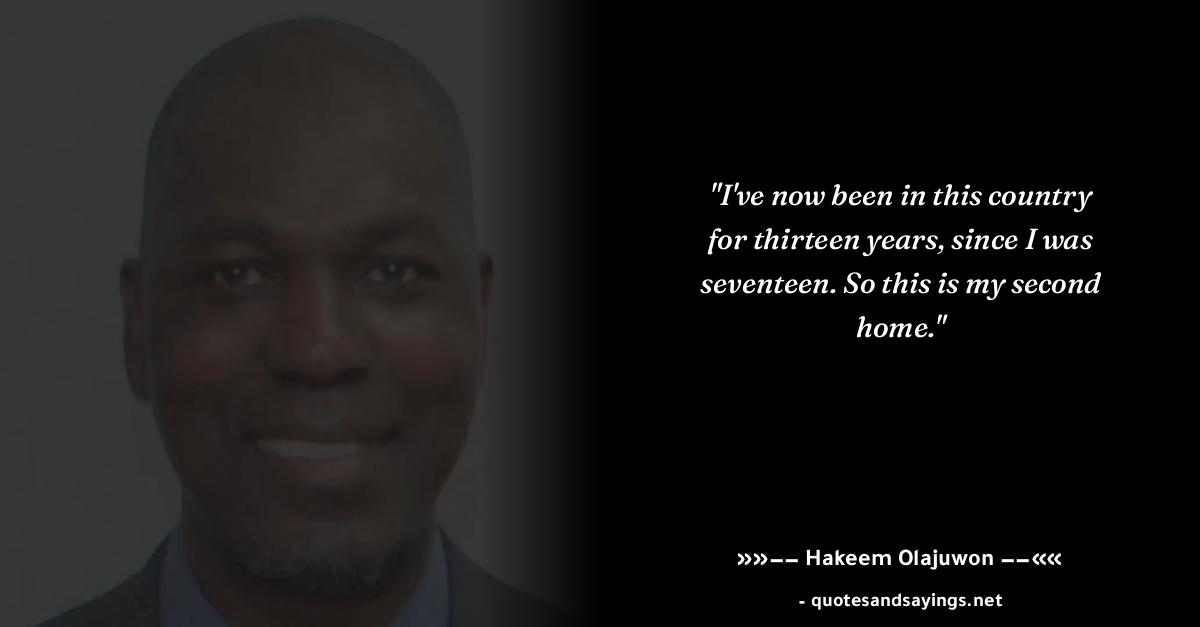 "I've now been in this country
for thirteen years, since I was
seventeen. So this is my second
home."
»»–– Hakeem Olajuwon ––««
- quotesandsayings.net